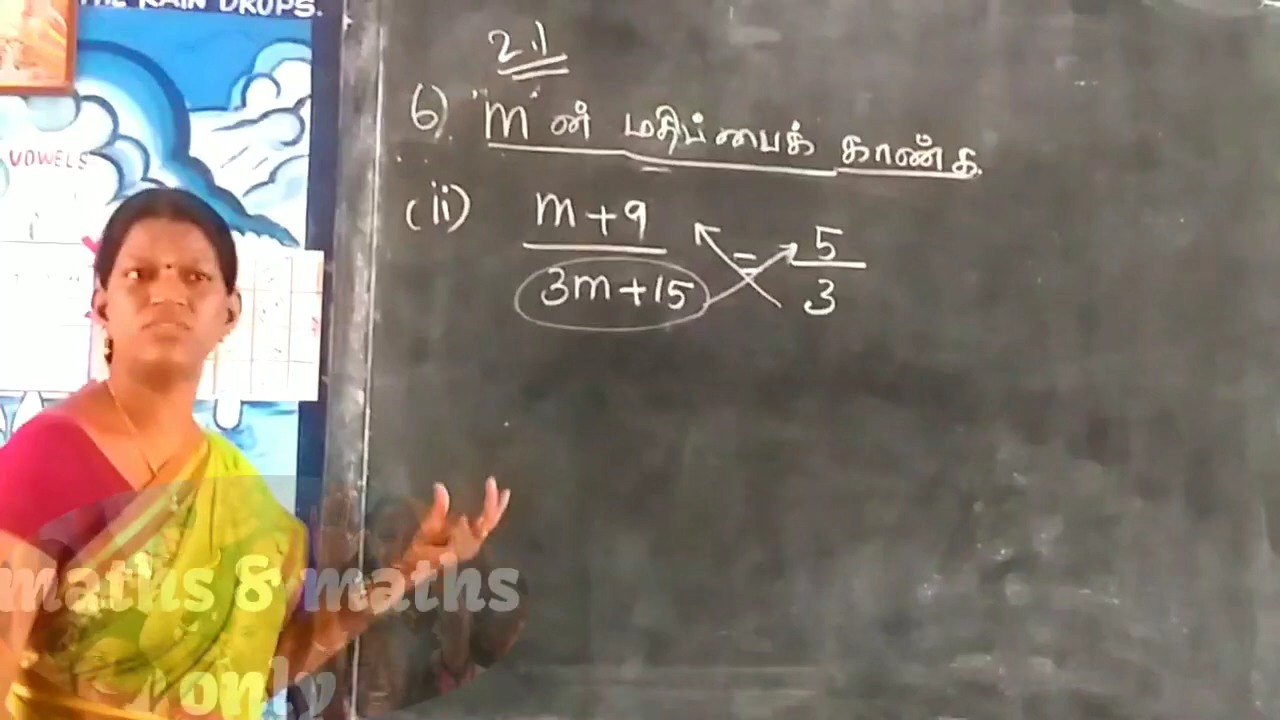 THE RAIN DROPS.
VOWELS
2.1
6) "m" ன் மதிப்பைக் காண்க.
(ii) m+9 / 3m+15 = 5 / 3
maths & maths
only